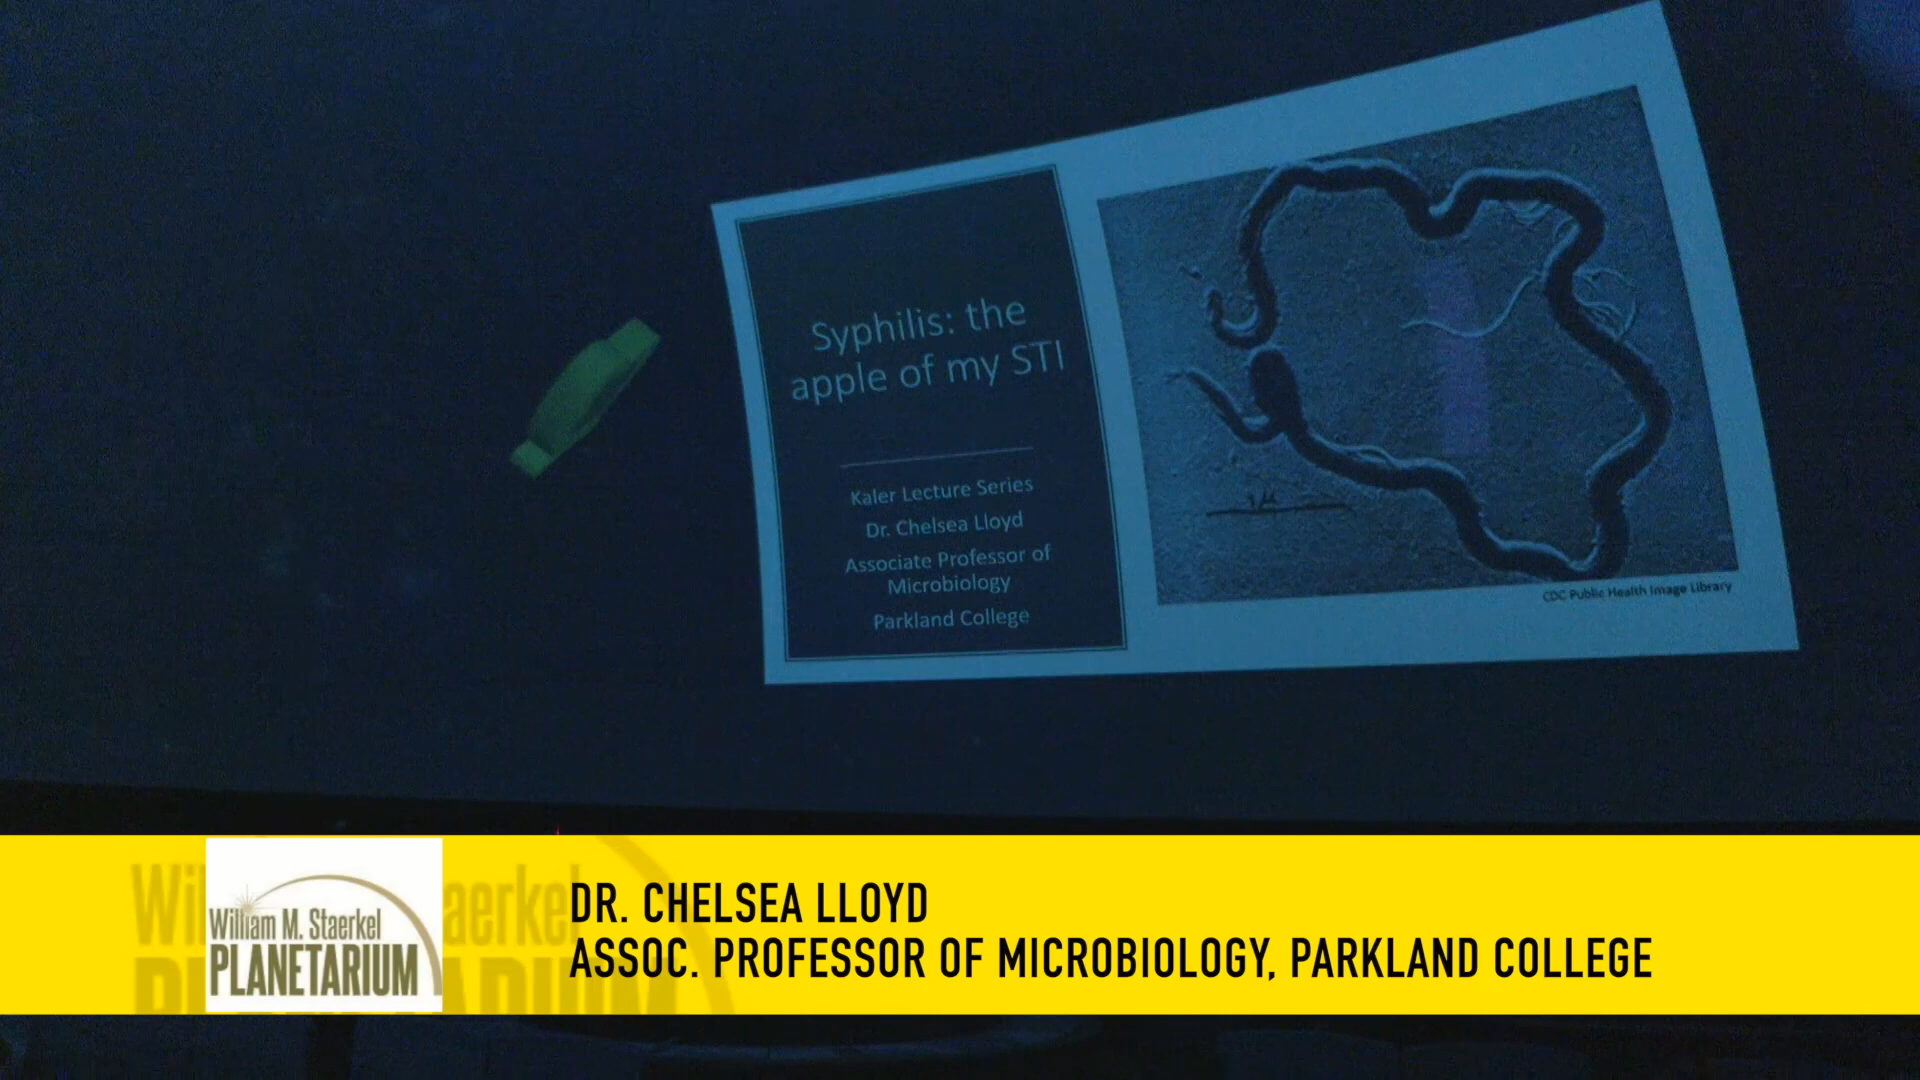 Syphilis: the
apple of my STI
Kaler Lecture Series
Dr. Chelsea Lloyd
Associate Professor of
Microbiology
Parkland College
1 µ
CDC Public Health Image Library
William M. Staerkel
PLANETARIUM
DR. CHELSEA LLOYD
ASSOC. PROFESSOR OF MICROBIOLOGY, PARKLAND COLLEGE